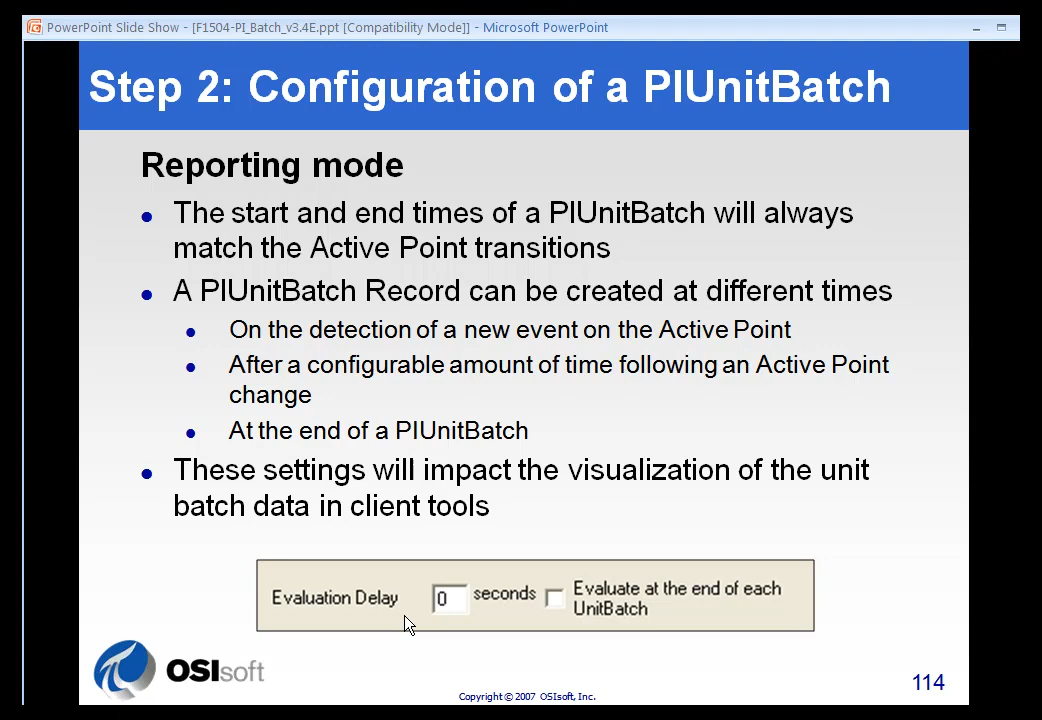 PowerPoint Slide Show - [F1504-PI_Batch_v3.4E.ppt [Compatibility Mode]] - Microsoft PowerPoint
Step 2: Configuration of a PIUnitBatch
Reporting mode
The start and end times of a PIUnitBatch will always
match the Active Point transitions
A PIUnitBatch Record can be created at different times
On the detection of a new event on the Active Point
After a configurable amount of time following an Active Point
change
At the end of a PIUnitBatch
These settings will impact the visualization of the unit
batch data in client tools
Evaluation Delay 0 seconds Evaluate at the end of each
UnitBatch
OSIsoft
Copyright © 2007 OSIsoft, Inc.
114